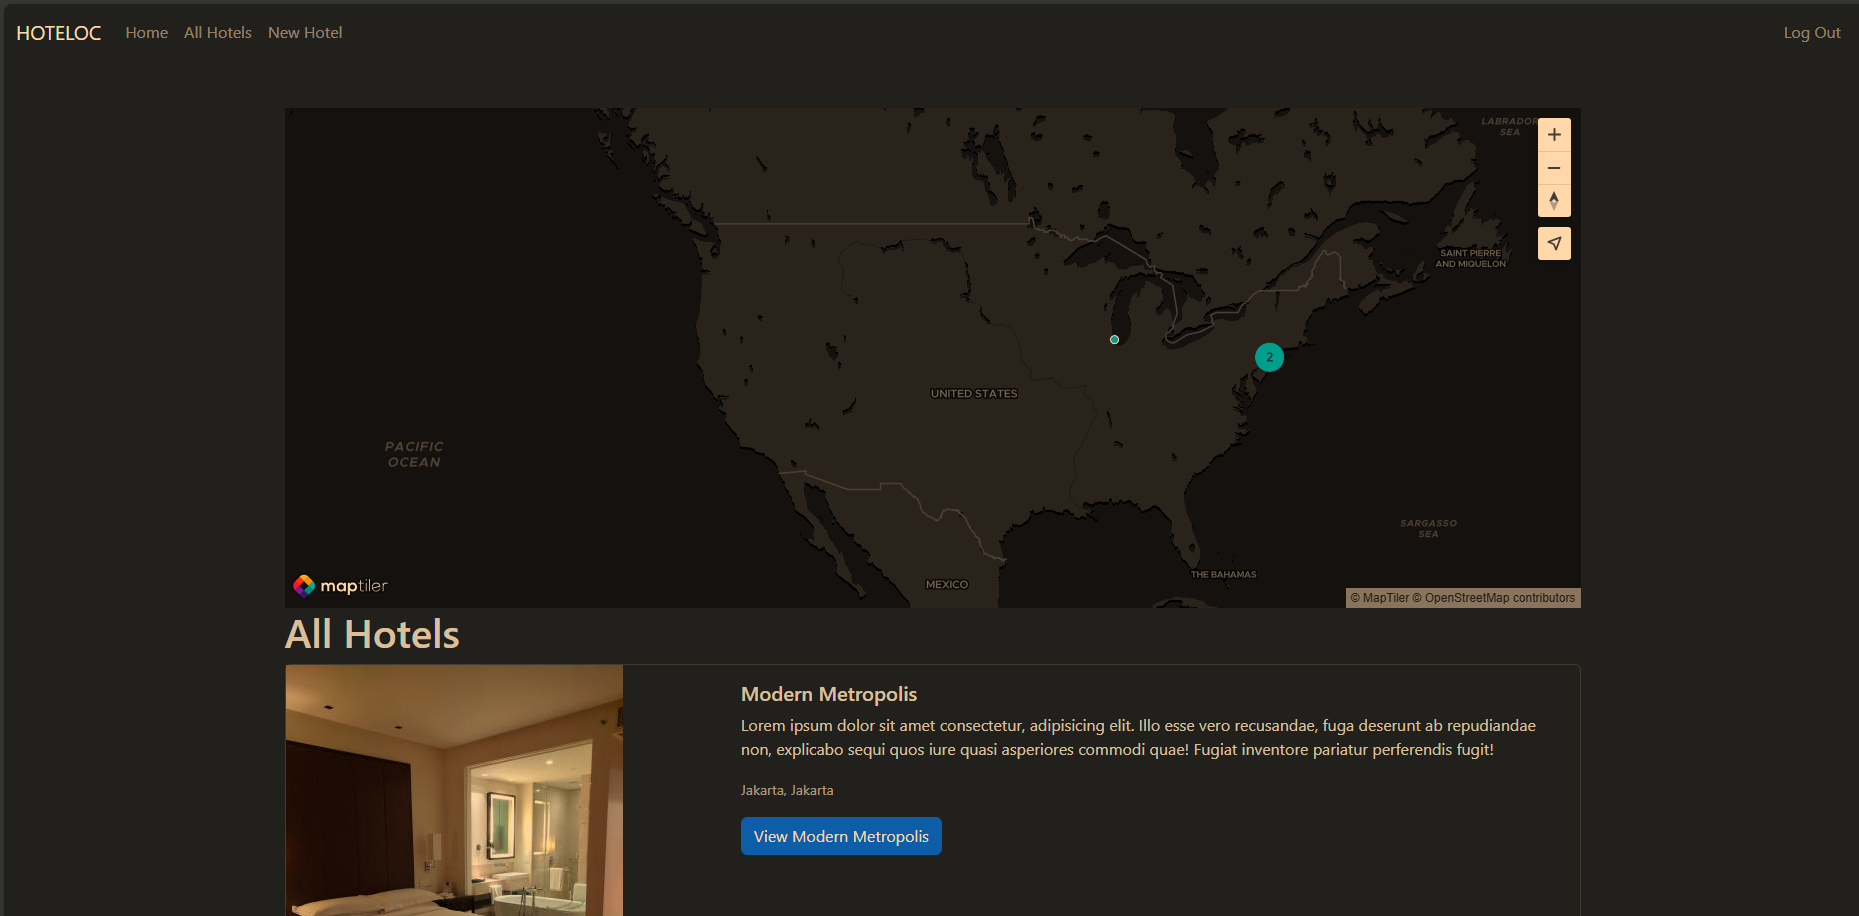 HOTELOC Home All Hotels New Hotel Log Out
LABRADOR
SEA
SAINT PIERRE
AND MIQUELON
2
UNITED STATES
PACIFIC
OCEAN
SARGASSO
SEA
THE BAHAMAS
MEXICO
maptiler
© MapTiler © OpenStreetMap contributors
All Hotels
Modern Metropolis
Lorem ipsum dolor sit amet consectetur, adipisicing elit. Illo esse vero recusandae, fuga deserunt ab repudiandae
non, explicabo sequi quos iure quasi asperiores commodi quae! Fugiat inventore pariatur perferendis fugit!
Jakarta, Jakarta
View Modern Metropolis